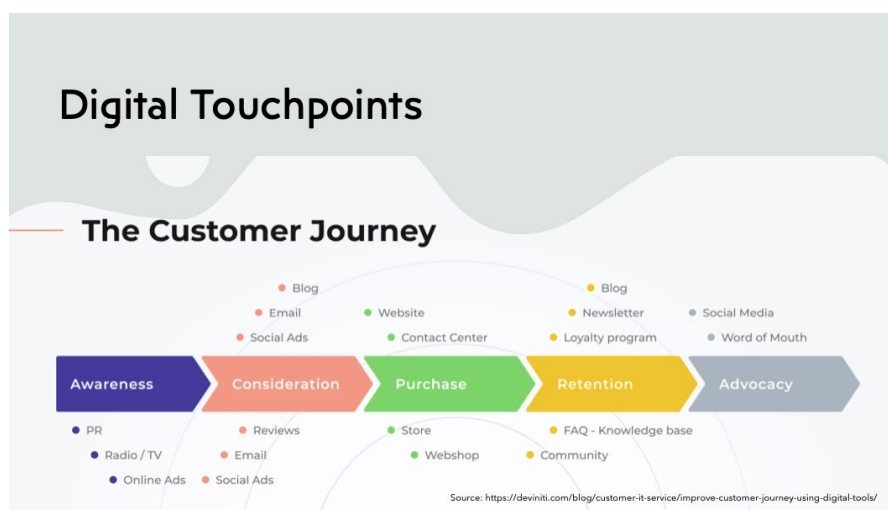 Digital Touchpoints
The Customer Journey
Blog
Email
Social Ads
Website
Contact Center
Blog
Newsletter
Loyalty program
Social Media
Word of Mouth
Awareness
Consideration
Purchase
Retention
Advocacy
PR
Radio / TV
Online Ads
Reviews
Email
Social Ads
Store
Webshop
FAQ - Knowledge base
Community
Source: https://deviniti.com/blog/customer-it-service/improve-customer-journey-using-digital-tools/